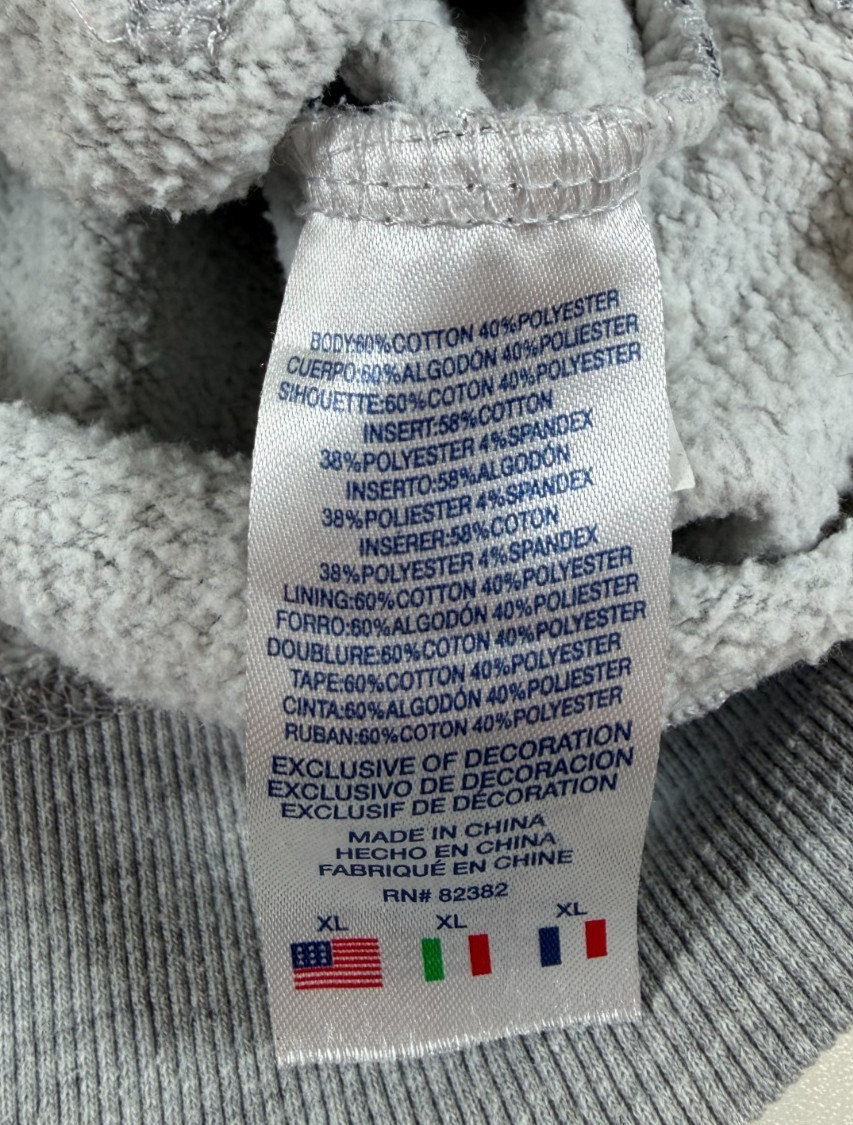 BODY:60%COTTON 40%POLYESTER
CUERPO:60%ALGODÓN 40%POLIESTER
SIHOUETTE:60%COTON 40%POLYESTER
INSERT:58%COTTON
38%POLYESTER 4%SPANDEX
INSERTO:58%ALGODÓN
38%POLIESTER 4%SPANDEX
INSÉRER:58%COTON
38%POLYESTER 4%SPANDEX
LINING:60%COTTON 40%POLYESTER
FORRO:60%ALGODÓN 40%POLIESTER
DOUBLURE:60%COTON 40%POLYESTER
TAPE:60%COTTON 40%POLYESTER
CINTA:60%ALGODÓN 40%POLIESTER
RUBAN:60%COTON 40%POLYESTER
EXCLUSIVE OF DECORATION
EXCLUSIVO DE DECORACION
EXCLUSIF DE DÉCORATION
MADE IN CHINA
HECHO EN CHINA
FABRIQUÉ EN CHINE
RN# 82382
XL XL XL